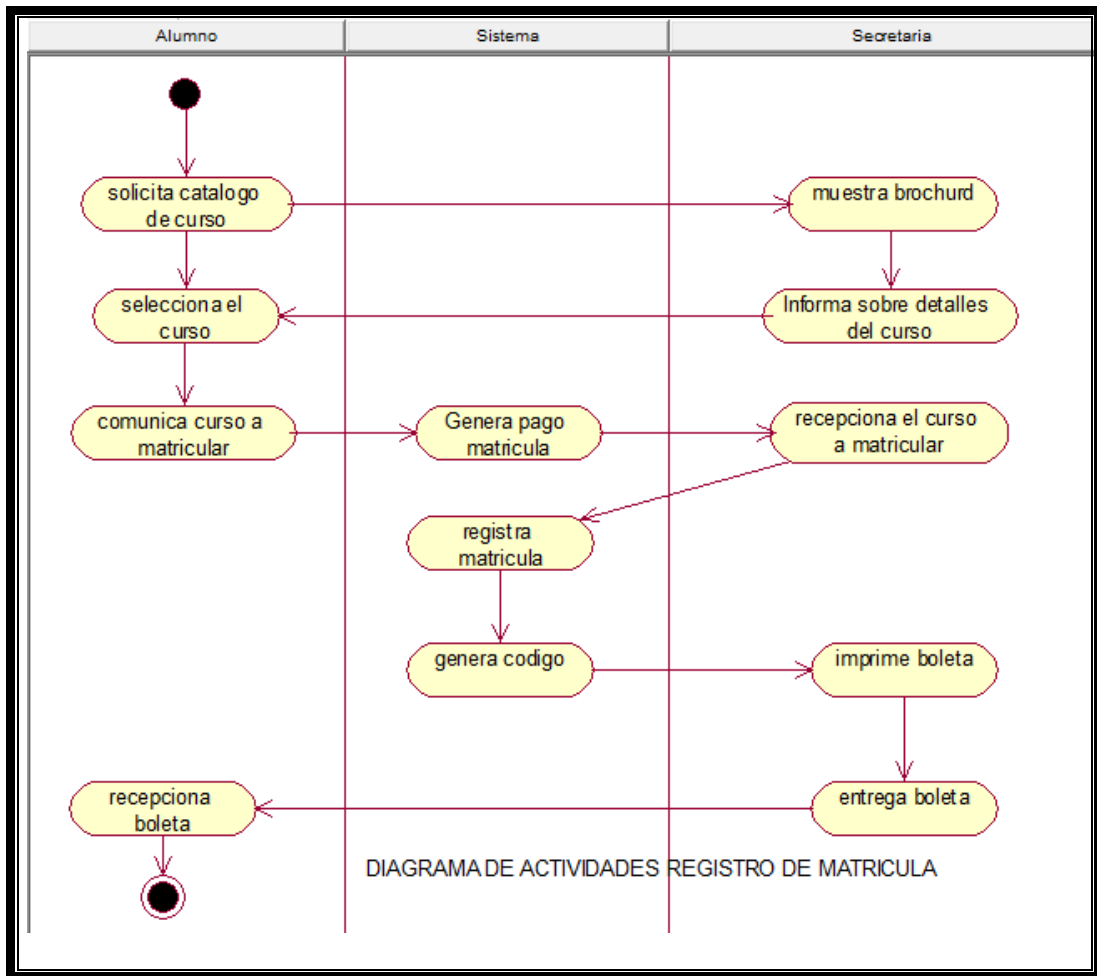 Alumno
Sistema
Secretaria
solicita catalogo
de curso
muestra brochurd
selecciona el
curso
Informa sobre detalles
del curso
comunica curso a
matricular
Genera pago
matricula
recepciona el curso
a matricular
registra
matricula
genera codigo
imprime boleta
recepciona
boleta
entrega boleta
DIAGRAMA DE ACTIVIDADES REGISTRO DE MATRICULA